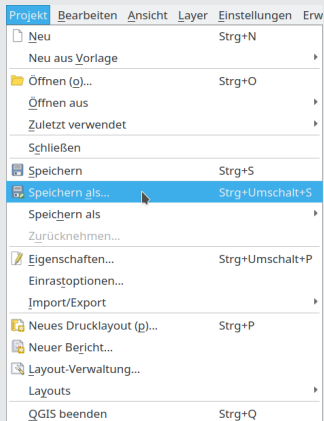 Projekt Bearbeiten Ansicht Layer Einstellungen Erw
Neu Strg+N
Neu aus Vorlage
Öffnen (o)... Strg+O
Öffnen aus
Zuletzt verwendet
Schließen
Speichern Strg+S
Speichern als... Strg+Umschalt+S
Speichern als
Zurücknehmen...
Eigenschaften... Strg+Umschalt+P
Einrastoptionen...
Import/Export
Neues Drucklayout (p)... Strg+P
Neuer Bericht...
Layout-Verwaltung...
Layouts
QGIS beenden Strg+Q